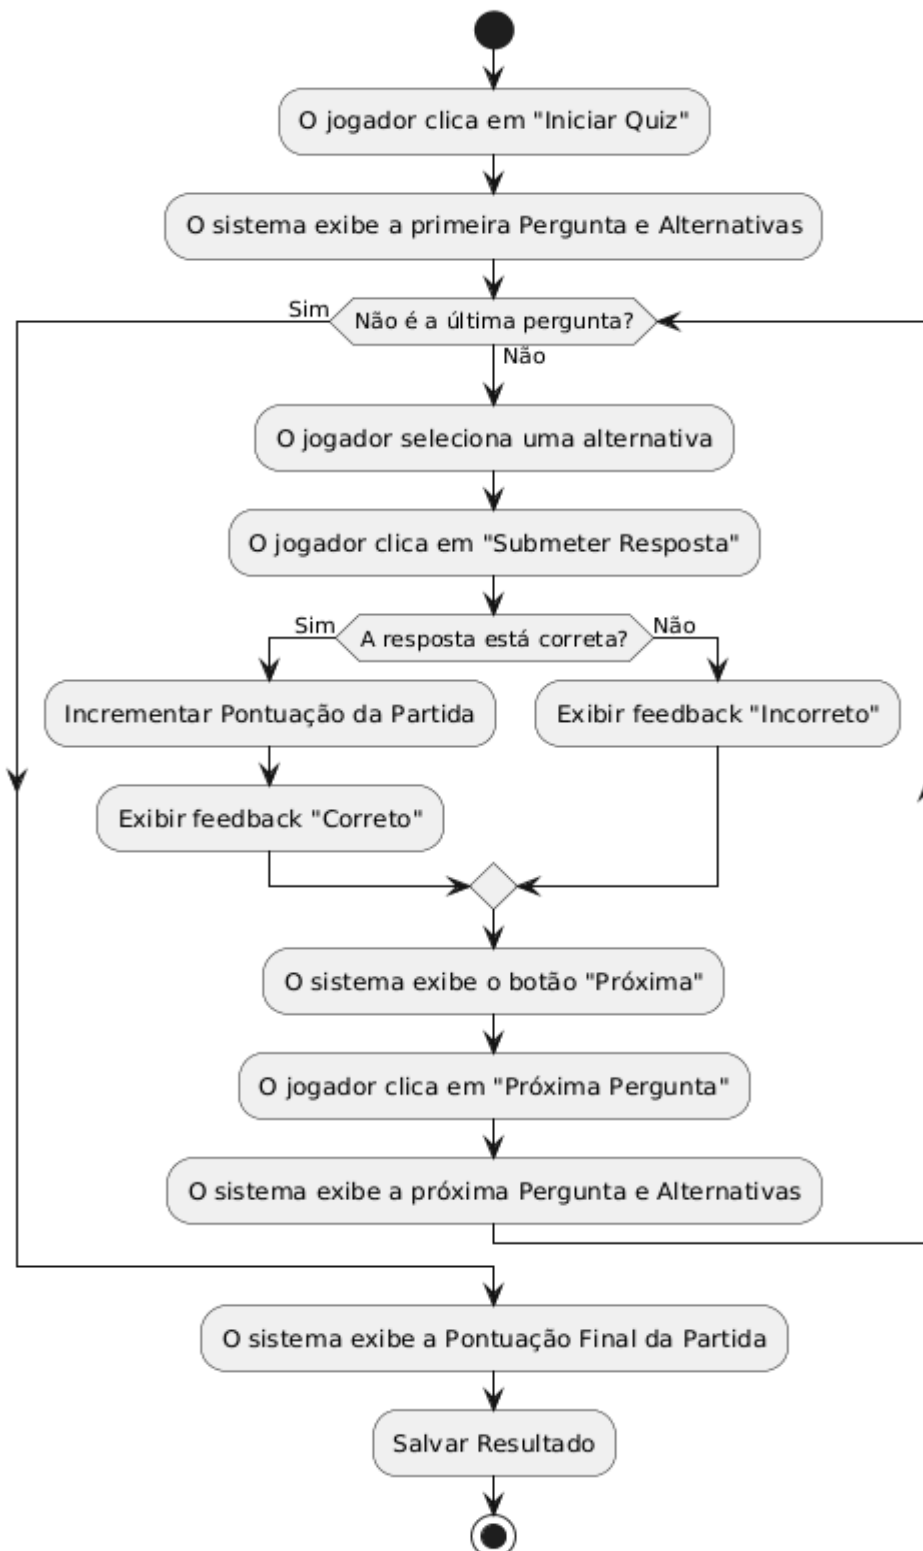 O jogador clica em "Iniciar Quiz"
O sistema exibe a primeira Pergunta e Alternativas
Sim
Não é a última pergunta?
Não
O jogador seleciona uma alternativa
O jogador clica em "Submeter Resposta"
Sim
A resposta está correta?
Não
Incrementar Pontuação da Partida
Exibir feedback "Incorreto"
Exibir feedback "Correto"
O sistema exibe o botão "Próxima"
O jogador clica em "Próxima Pergunta"
O sistema exibe a próxima Pergunta e Alternativas
O sistema exibe a Pontuação Final da Partida
Salvar Resultado